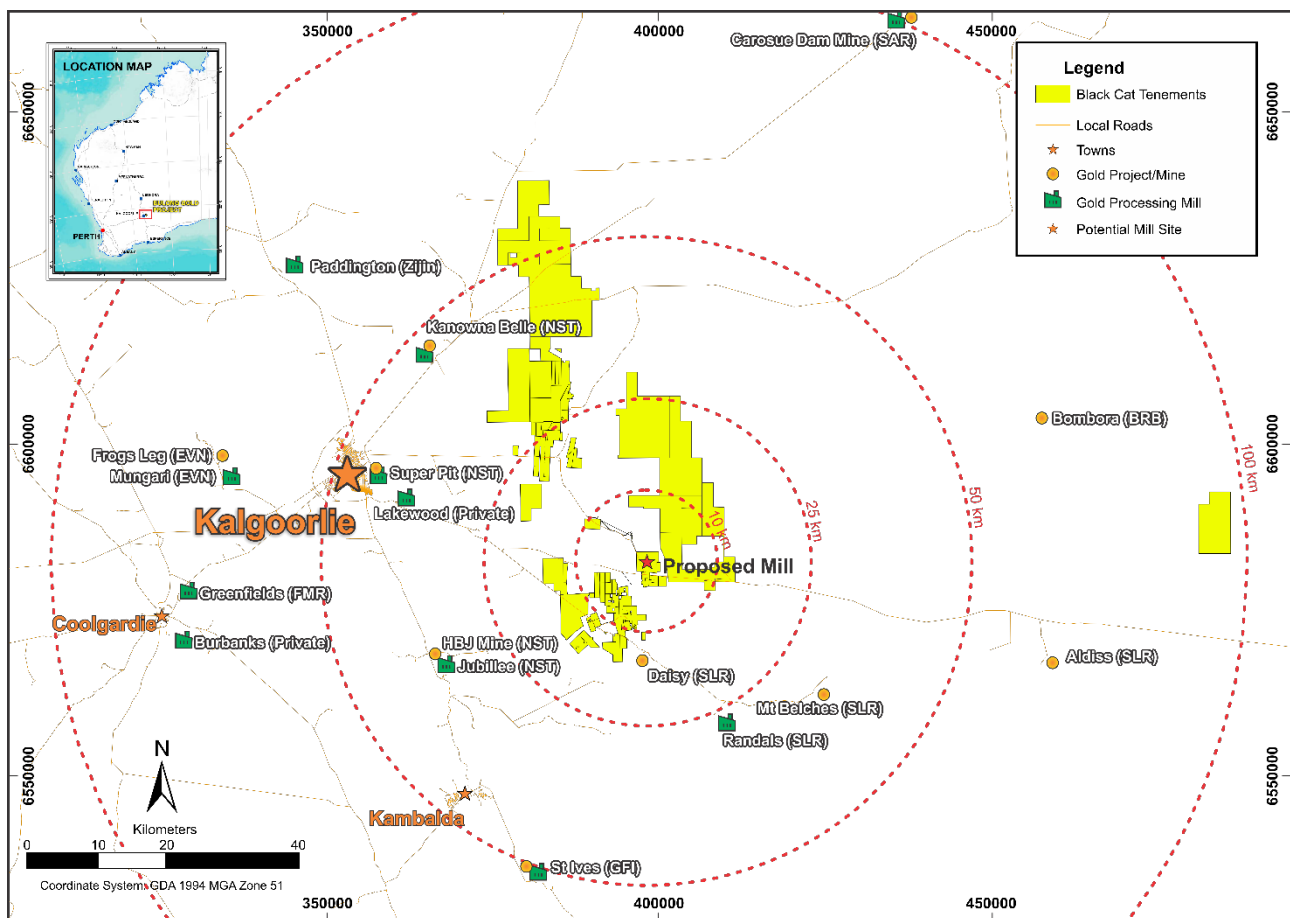 350000
400000
450000
Carosue Dam Mine (SAR)
LOCATION MAP
PERTH
Legend
Black Cat Tenements
Local Roads
Towns
Gold Project/Mine
Gold Processing Mill
Potential Mill Site
6650000
6650000
Paddington (Zijin)
Kanowna Belle (NST)
Bombora (BRB)
6600000
6600000
Frogs Leg (EVN)
Mungari (EVN)
Super Pit (NST)
Lakewood (Private)
Kalgoorlie
10 km
25 km
50 km
100 km
Proposed Mill
Greenfields (FMR)
Coolgardie
Burbanks (Private)
HBJ Mine (NST)
Jubillee (NST)
Daisy (SLR)
Aldiss (SLR)
Mt Belches (SLR)
Randals (SLR)
6550000
6550000
N
Kilometers
0 10 20 40
Coordinate System: GDA 1994 MGA Zone 51
Kambalda
St Ives (GFI)
350000
400000
450000